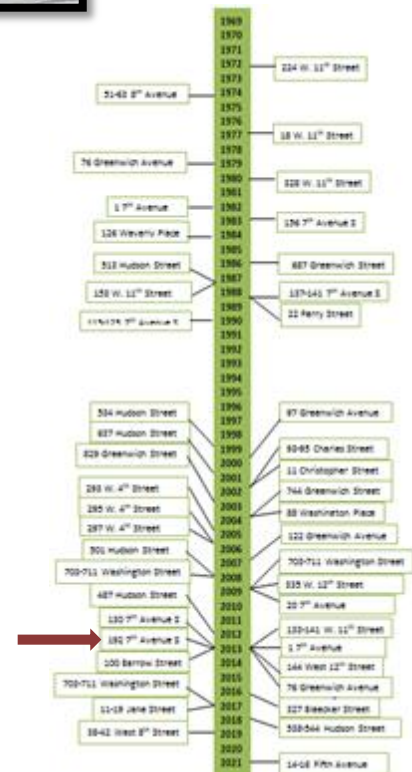 1969
1970
1971
1972
224 W. 11th Street
1973
51-63 8th Avenue
1974
1975
1976
1977
18 W. 11th Street
1978
76 Greenwich Avenue
1979
1980
328 W. 11th Street
1981
1 7th Avenue
1982
1983
156 7th Avenue S
126 Waverly Place
1984
1985
513 Hudson Street
1986
687 Greenwich Street
1987
158 W. 11th Street
1988
137-141 7th Avenue S
1989
22 Perry Street
7th Avenue S
1990
1991
1992
1993
1994
1995
534 Hudson Street
1996
97 Greenwich Avenue
1997
637 Hudson Street
1998
829 Greenwich Street
1999
93-95 Charles Street
2000
11 Christopher Street
2001
293 W. 4th Street
2002
744 Greenwich Street
295 W. 4th Street
2003
88 Washington Place
2004
297 W. 4th Street
2005
122 Greenwich Avenue
501 Hudson Street
2006
2007
703-711 Washington Street
703-711 Washington Street
2008
335 W. 12th Street
487 Hudson Street
2009
2010
20 7th Avenue
130 7th Avenue S
2011
2012
133-141 W. 11th Street
192 7th Avenue S
2013
1 7th Avenue
100 Barrow Street
2014
144 West 12th Street
703-711 Washington Street
2015
2016
76 Greenwich Avenue
11-19 Jane Street
2017
327 Bleecker Street
2018
538-544 Hudson Street
38-42 West 8th Street
2019
2020
2021
14-16 Fifth Avenue